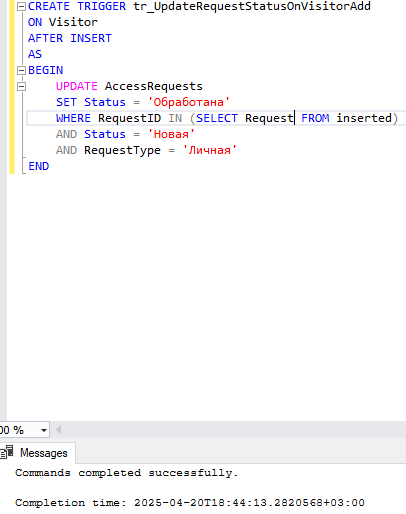 CREATE TRIGGER tr_UpdateRequestStatusOnVisitorAdd
ON Visitor
AFTER INSERT
AS
BEGIN
UPDATE AccessRequests
SET Status = 'Обработана'
WHERE RequestID IN (SELECT Request FROM inserted)
AND Status = 'Новая'
AND RequestType = 'Личная'
END
00 %
Messages
Commands completed successfully.
Completion time: 2025-04-20T18:44:13.2820568+03:00